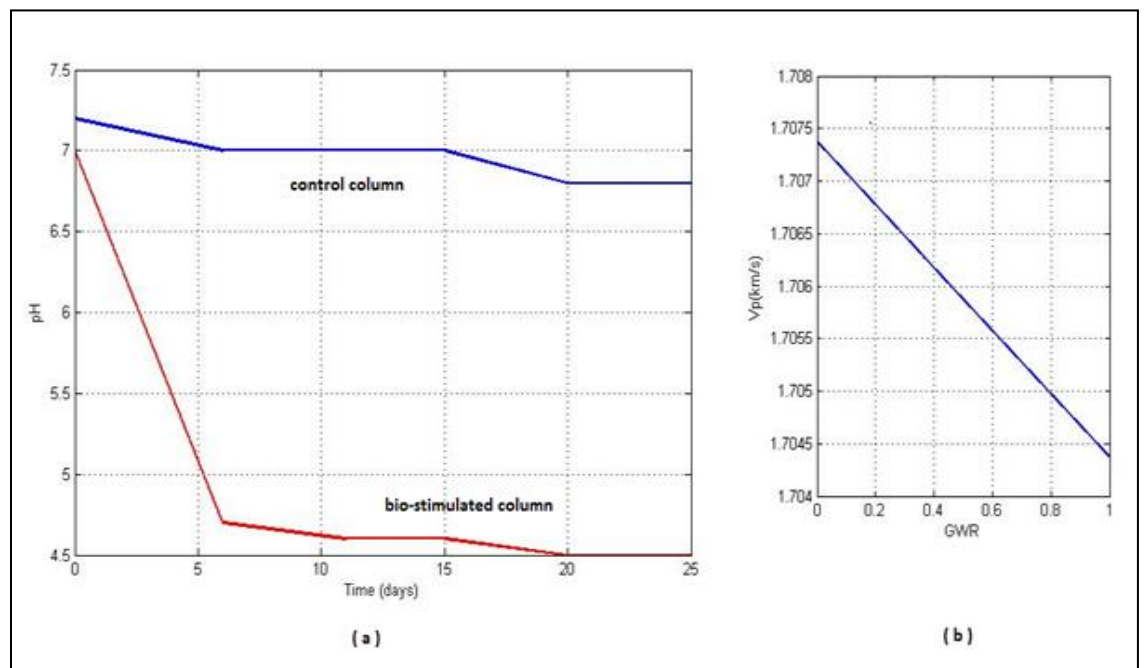 7.5
7
6.5
6
5.5
5
4.5
pH
control column
bio-stimulated column
0 5 10 15 20 25
Time (days)
( a )
1.708
1.7075
1.707
1.7065
1.706
1.7055
1.705
1.7045
1.704
Vp(km/s)
0 0.2 0.4 0.6 0.8 1
GWR
( b )